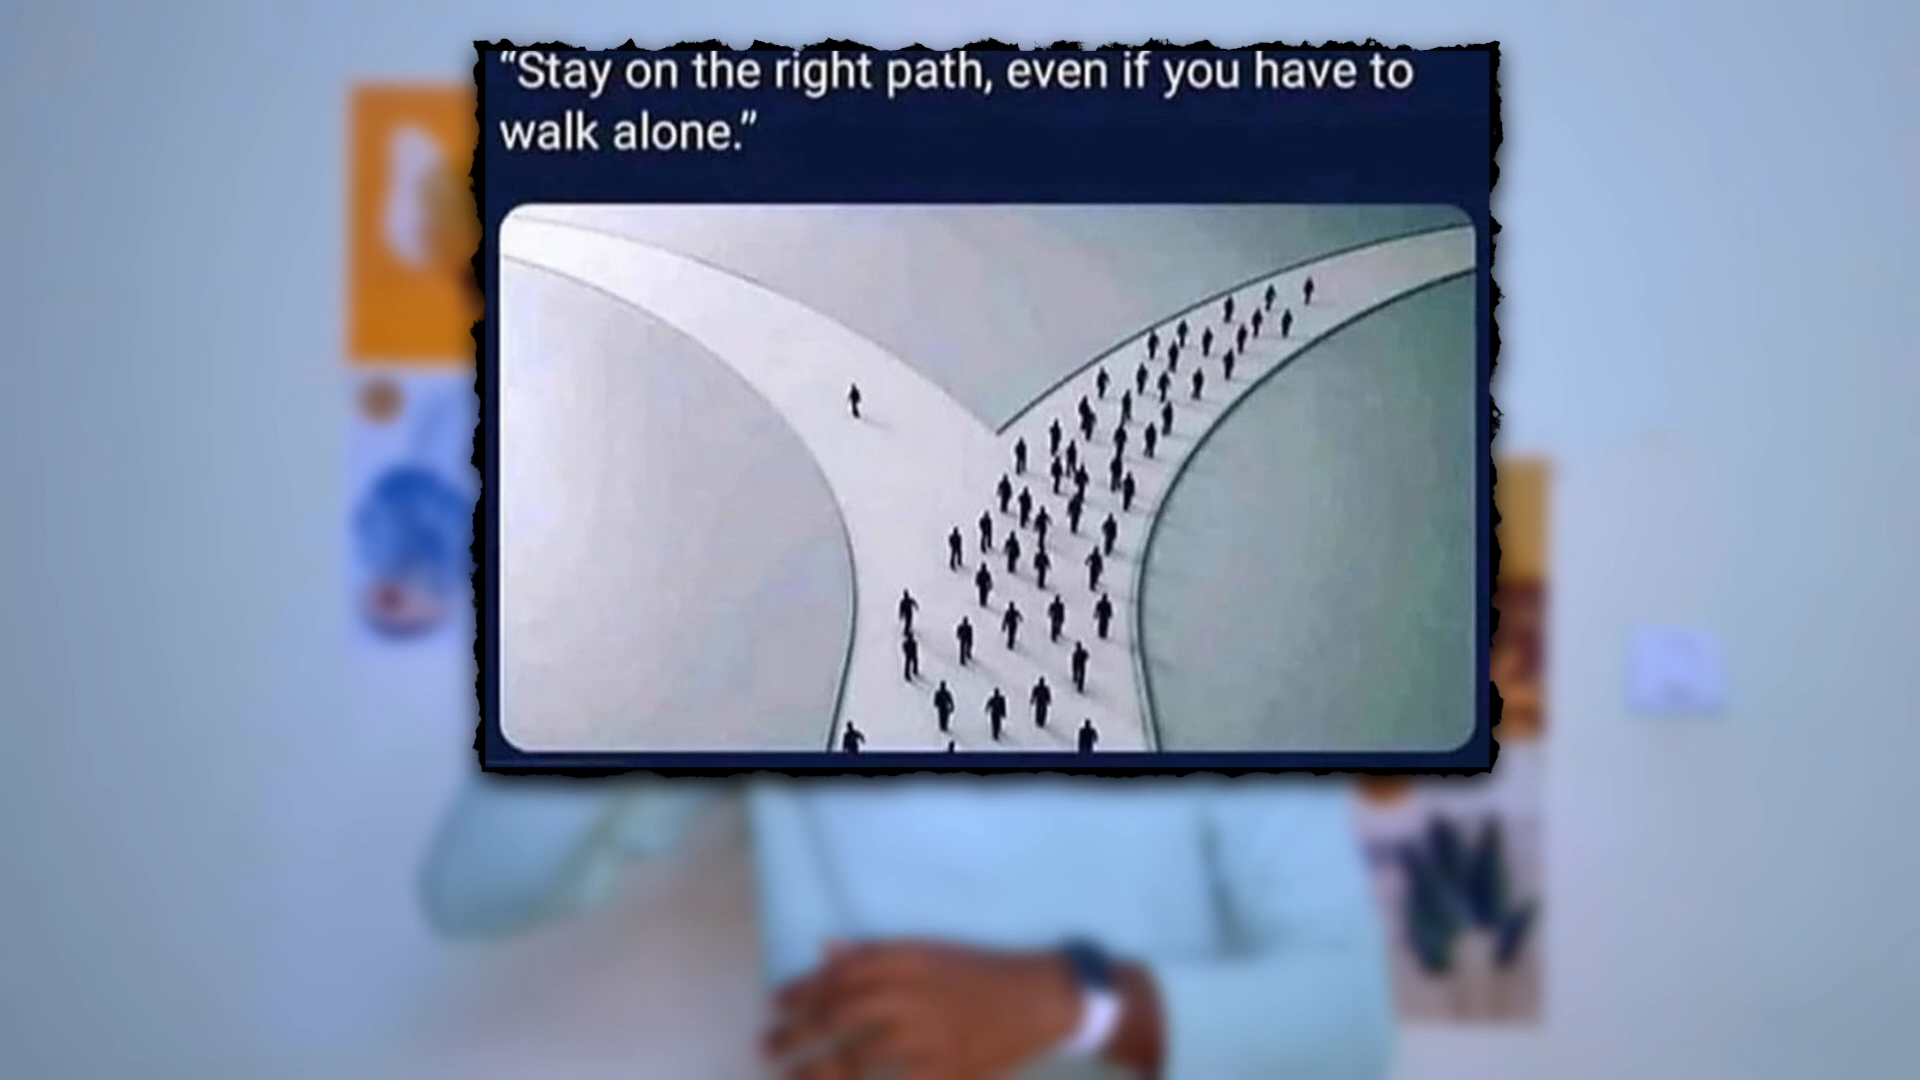 “Stay on the right path, even if you have to
walk alone.”